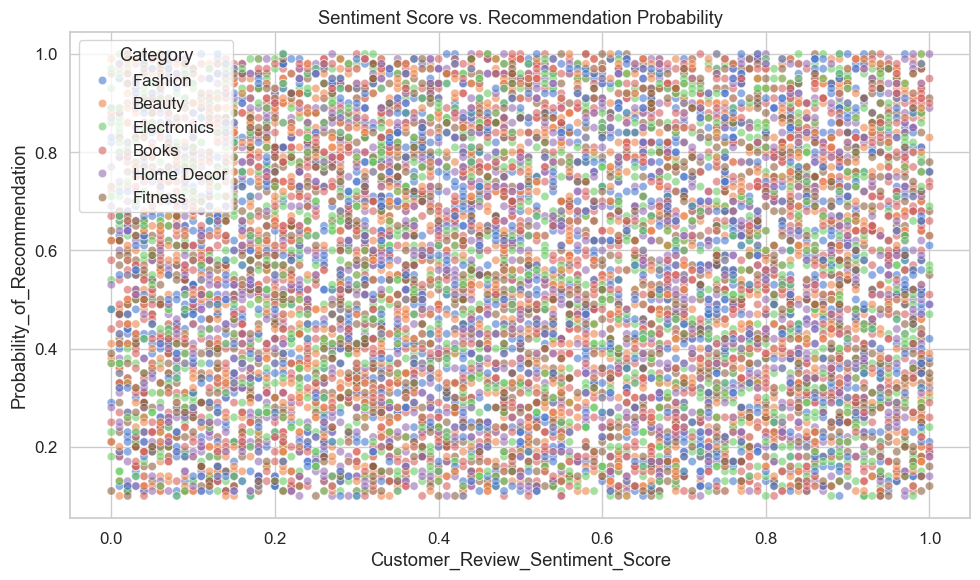 Sentiment Score vs. Recommendation Probability
Category
Fashion
Beauty
Electronics
Books
Home Decor
Fitness
Probability_of_Recommendation
1.0
0.8
0.6
0.4
0.2
0.0
0.2
0.4
0.6
0.8
1.0
Customer_Review_Sentiment_Score